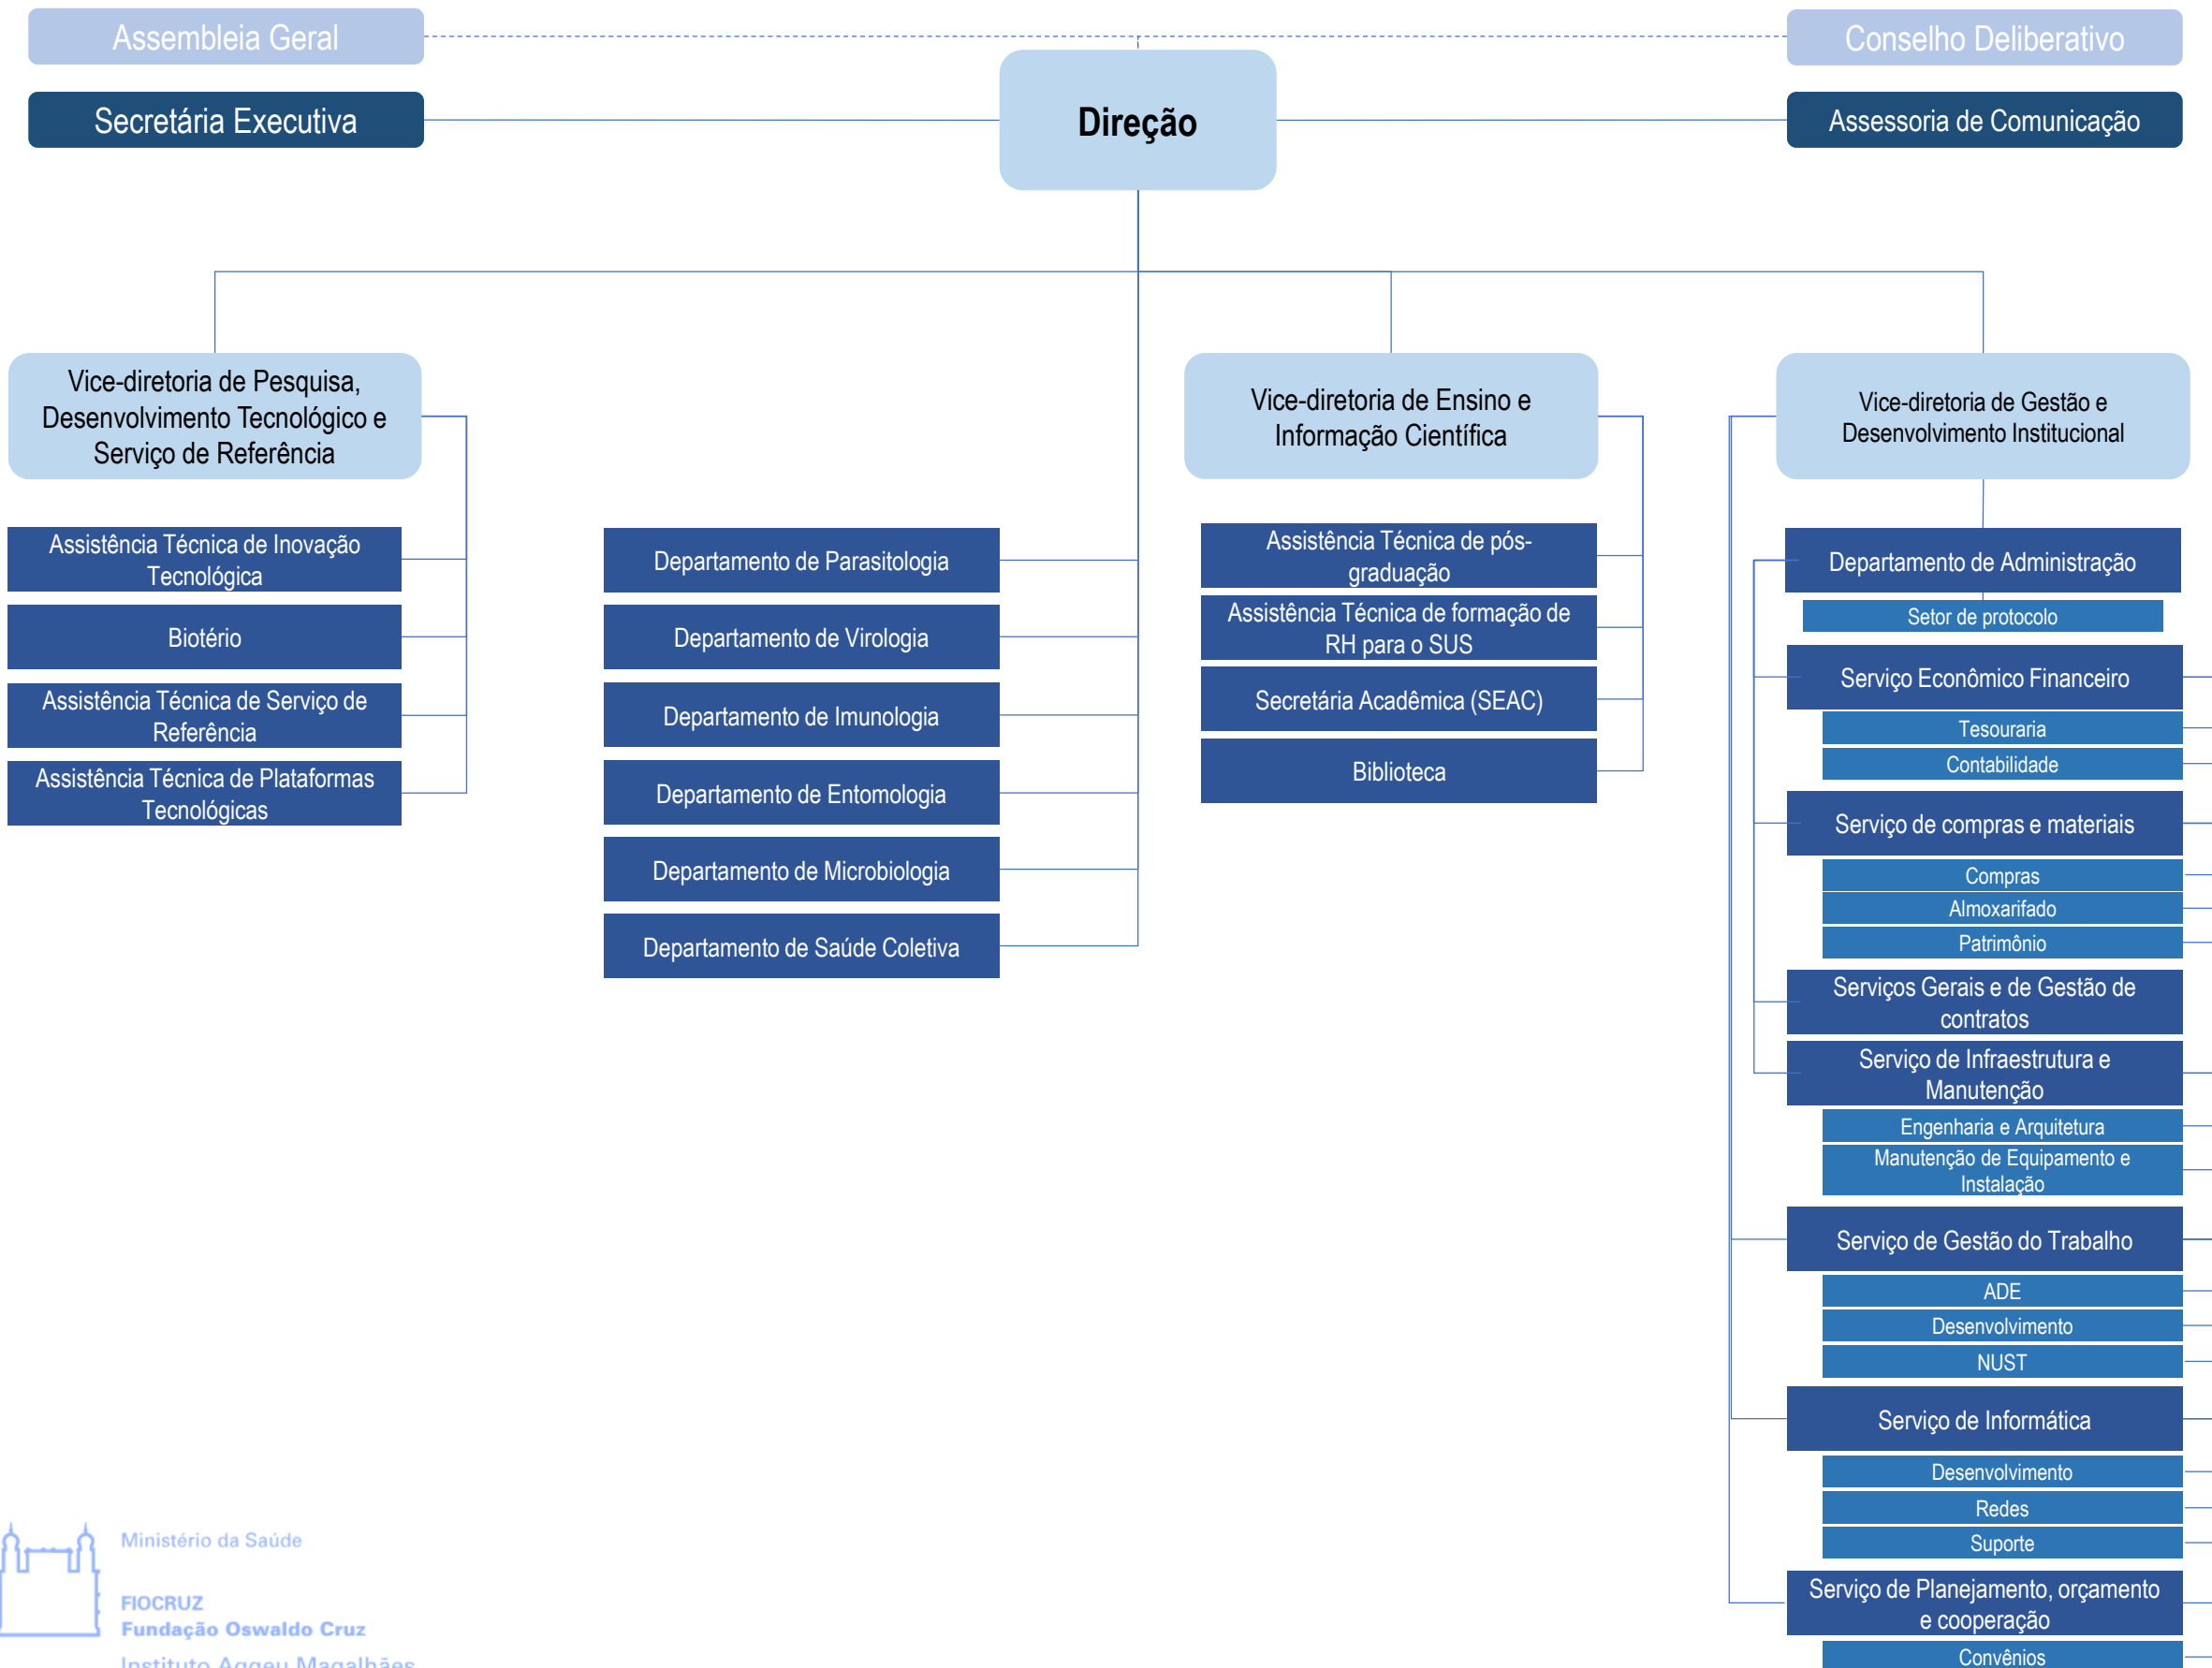 Assembleia Geral
Conselho Deliberativo
Secretária Executiva
Direção
Assessoria de Comunicação
Vice-diretoria de Pesquisa,
Desenvolvimento Tecnológico e
Serviço de Referência
Assistência Técnica de Inovação
Tecnológica
Biotério
Assistência Técnica de Serviço de
Referência
Assistência Técnica de Plataformas
Tecnológicas
Departamento de Parasitologia
Departamento de Virologia
Departamento de Imunologia
Departamento de Entomologia
Departamento de Microbiologia
Departamento de Saúde Coletiva
Vice-diretoria de Ensino e
Informação Científica
Assistência Técnica de pós-
graduação
Assistência Técnica de formação de
RH para o SUS
Secretária Acadêmica (SEAC)
Biblioteca
Vice-diretoria de Gestão e
Desenvolvimento Institucional
Departamento de Administração
Setor de protocolo
Serviço Econômico Financeiro
Tesouraria
Contabilidade
Serviço de compras e materiais
Compras
Almoxarifado
Patrimônio
Serviços Gerais e de Gestão de
contratos
Serviço de Infraestrutura e
Manutenção
Engenharia e Arquitetura
Manutenção de Equipamento e
Instalação
Serviço de Gestão do Trabalho
ADE
Desenvolvimento
NUST
Serviço de Informática
Desenvolvimento
Redes
Suporte
Serviço de Planejamento, orçamento
e cooperação
Convênios
Ministério da Saúde
FIOCRUZ
Fundação Oswaldo Cruz
Instituto Aggeu Magalhães